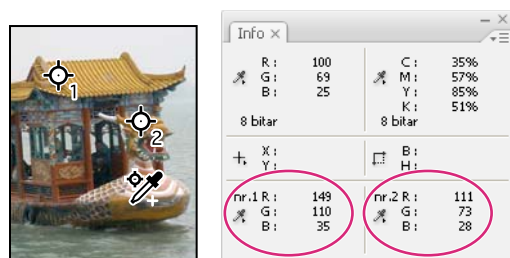 Info ×
R: 100 C: 35%
G: 69 M: 57%
B: 25 Y: 85%
K: 51%
8 bitar 8 bitar
X: B:
Y: H:
nr.1 R: 149 nr.2 R: 111
G: 110 G: 73
B: 35 B: 28
1
2